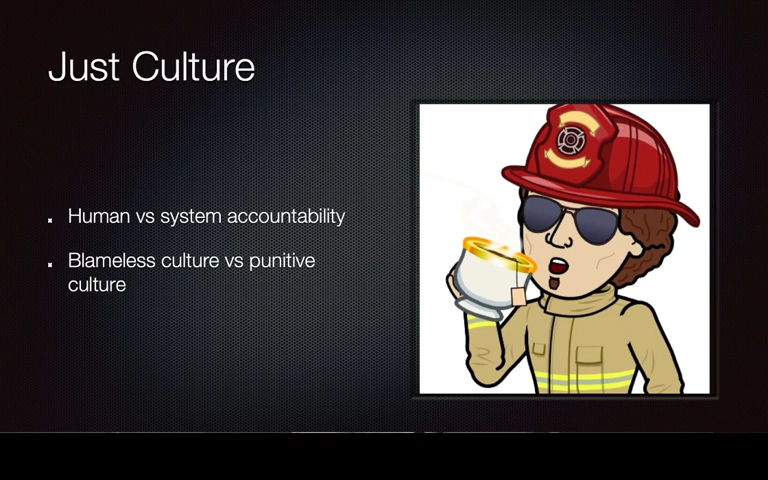 Just Culture
Human vs system accountability
Blameless culture vs punitive
culture